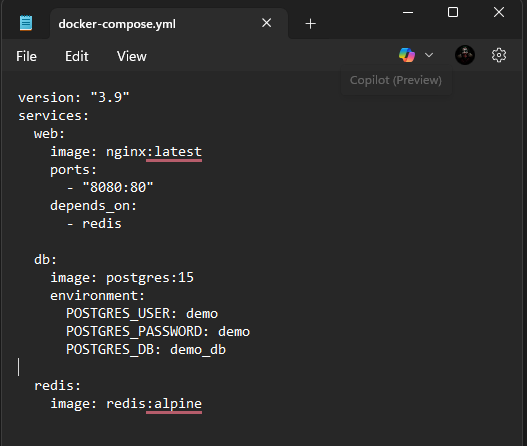 docker-compose.yml
File Edit View
Copilot (Preview)
version: "3.9"
services:
  web:
    image: nginx:latest
    ports:
      - "8080:80"
    depends_on:
      - redis

  db:
    image: postgres:15
    environment:
      POSTGRES_USER: demo
      POSTGRES_PASSWORD: demo
      POSTGRES_DB: demo_db

  redis:
    image: redis:alpine